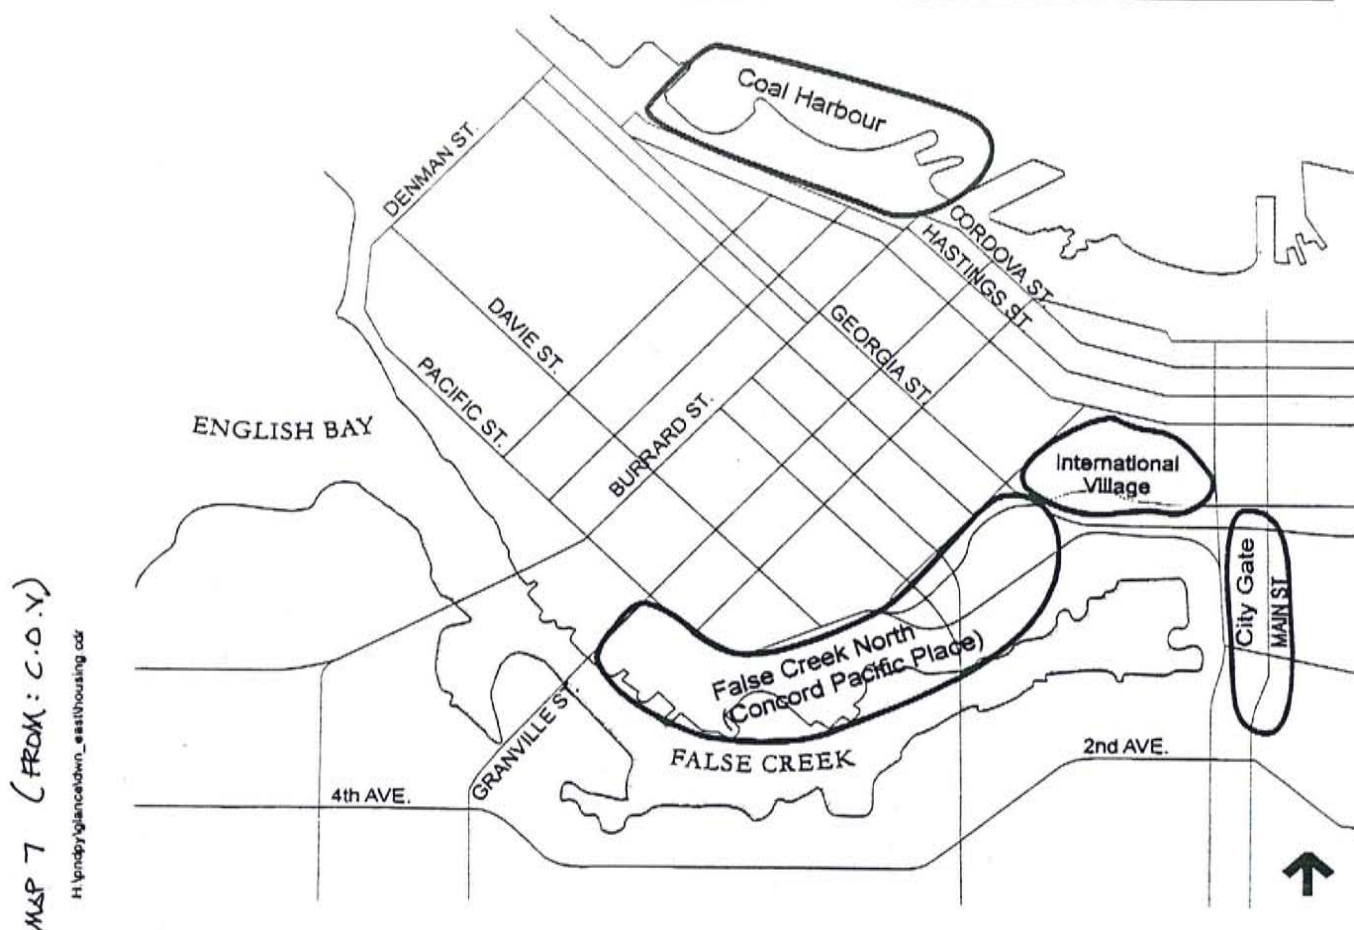 Coal Harbour
DENMAN ST.
CORDOVA ST.
HASTINGS ST.
DAVIE ST.
GEORGIA ST.
PACIFIC ST.
BURRARD ST.
ENGLISH BAY
International
Village
City Gate
MAIN ST.
False Creek North
(Concord Pacific Place)
GRANVILLE ST.
FALSE CREEK
2nd AVE.
4th AVE.
MAP 7 (FROM: C.O.V)